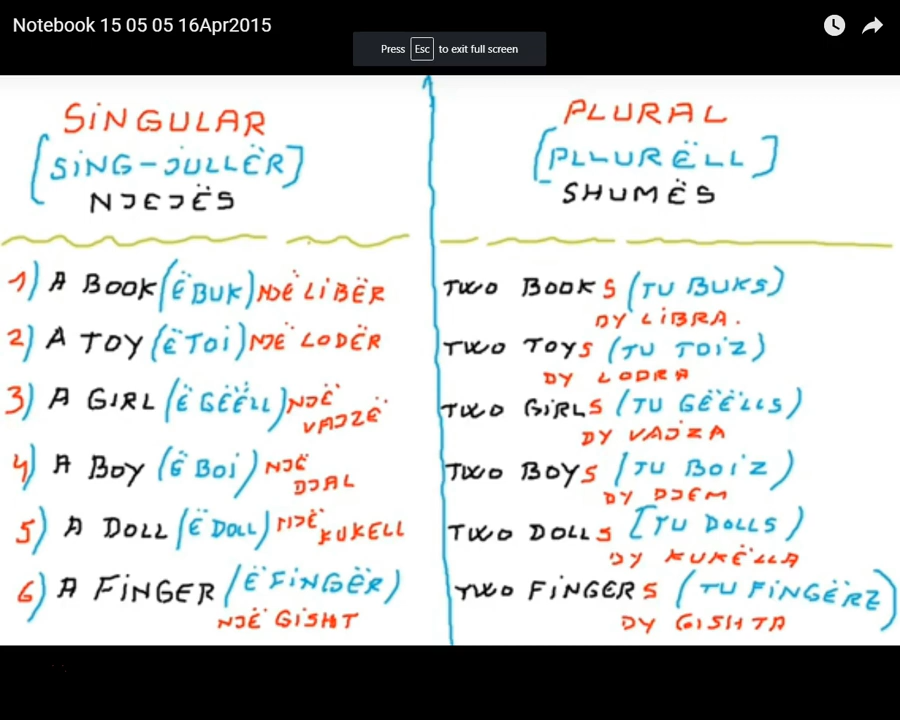 Notebook 15 05 05 16Apr2015
Press Esc to exit full screen
SiNGULAR
[SiNG-JULLËR]
NJEJËS
PLURAL
[PLLURËLL]
SHUMËS
1) A BOOK (Ë BUK) NJË LiBËR
TWO BOOKS (TU BUKS)
DY LiBRA.
2) A TOY (Ë TOi) NJË LODËR
TWO TOYS (TU TOiZ)
DY LODRA
3) A GiRL (Ë GËËLL) NJË
VAJZË
TWO GiRLS (TU GËËLLS)
DY VAJZA
4) A BOY (Ë BOi) NJË
DJAL
TWO BOYS (TU BOiZ)
DY DJEM
5) A DOLL (Ë DOLL) NJË
KUKELL
TWO DOLLS [TU DOLLS)
DY KUKËLLA
6) A FiNGER (Ë FiNGËR)
NJË GiSHT
TWO FiNGERS (TU FiNGËRZ)
DY GiSHTA